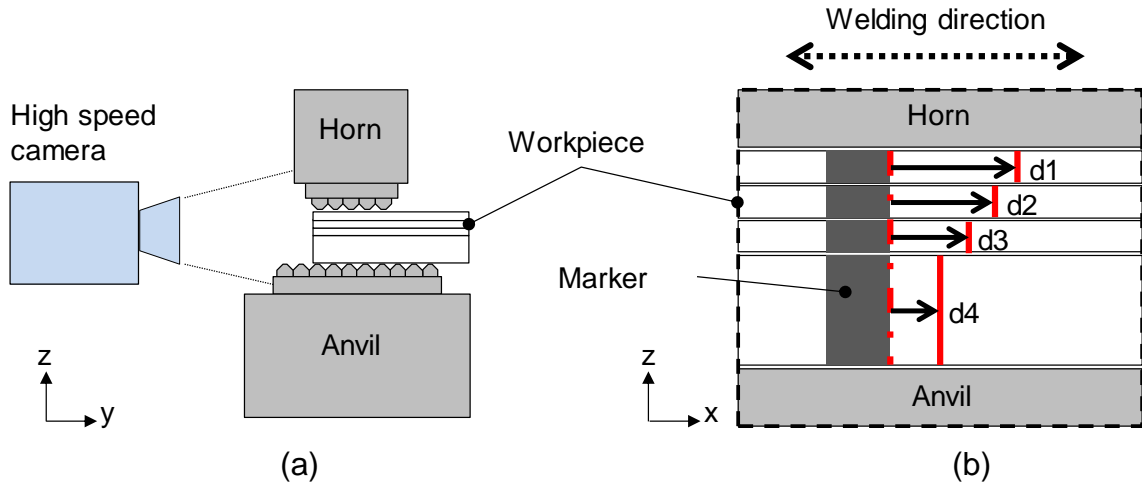 High speed
camera
Horn
Workpiece
Anvil
z
y
(a)
Welding direction
Horn
d1
d2
d3
Marker
d4
Anvil
z
x
(b)